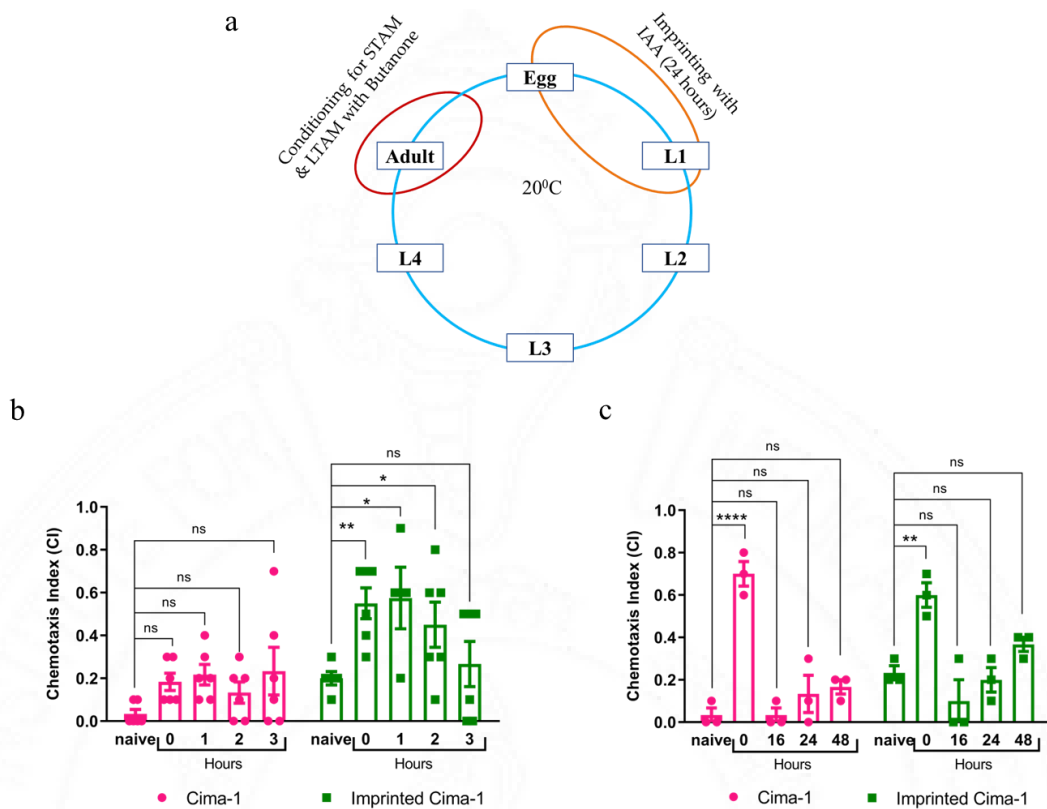 a
Conditioning for STAM
& LTAM with Butanone
Imprinting with
IAA (24 hours)
Egg
Adult
L1
20⁰C
L4
L2
L3
b
Chemotaxis Index (CI)
1.0
0.8
0.6
0.4
0.2
0.0
ns
ns
ns
ns
ns
*
*
**
naive 0 1 2 3 naive 0 1 2 3
Hours Hours
Cima-1 Imprinted Cima-1
c
Chemotaxis Index (CI)
1.0
0.8
0.6
0.4
0.2
0.0
ns
ns
ns
****
ns
ns
ns
**
naive 0 16 24 48 naive 0 16 24 48
Hours Hours
Cima-1 Imprinted Cima-1